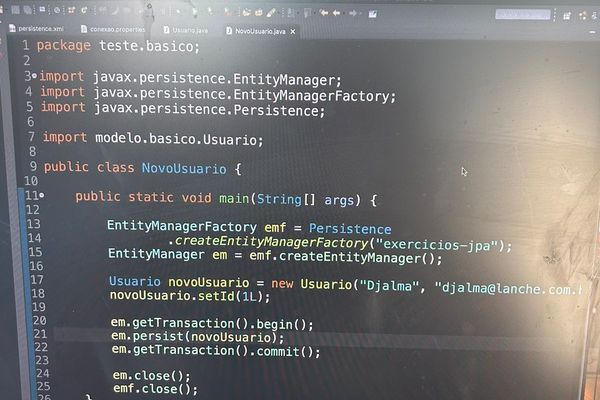 persistence.xml conexao.properties Usuario.java NovoUsuario.java
1 package teste.basico;
2
3 import javax.persistence.EntityManager;
4 import javax.persistence.EntityManagerFactory;
5 import javax.persistence.Persistence;
6
7 import modelo.basico.Usuario;
8
9 public class NovoUsuario {
10
11 public static void main(String[] args) {
12
13 EntityManagerFactory emf = Persistence
14 .createEntityManagerFactory("exercicios-jpa");
15 EntityManager em = emf.createEntityManager();
16
17 Usuario novoUsuario = new Usuario("Djalma", "djalma@lanche.com.
18 novoUsuario.setId(1L);
19
20 em.getTransaction().begin();
21 em.persist(novoUsuario);
22 em.getTransaction().commit();
23
24 em.close();
25 emf.close();
26 }